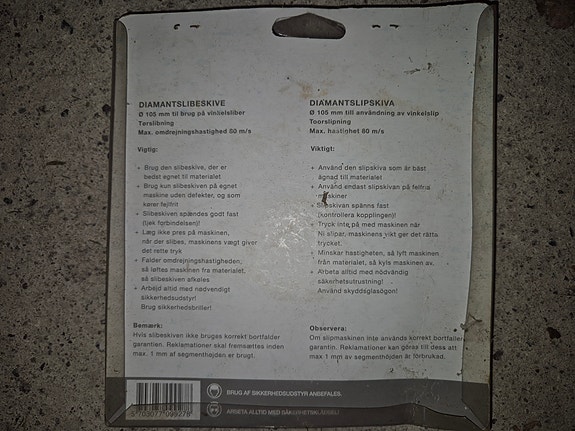 DIAMANTSLIBESKIVE
Ø 105 mm til brug på vinkelsliber
Tørslibning
Max. omdrejningshastighed 80 m/s
Vigtig:
+ Brug den slibeskive, der er
bedst egnet til materialet
+ Brug kun slibeskiven på egnet
maskine uden defekter, og som
kører fejlfrit
+ Slibeskiven spændes godt fast
(tjek forbindelsen)!
+ Læg ikke pres på maskinen,
når der slibes, maskinens vægt giver
det rette tryk
+ Falder omdrejningshastigheden,
så løftes maskinen fra materialet,
så slibeskiven afkøles
+ Arbejd altid med nødvendigt
sikkerhedsudstyr!
Brug sikkerhedsbriller!
Bemærk:
Hvis slibeskiven ikke bruges korrekt bortfalder
garantien. Reklamationer skal fremsættes inden
max. 1 mm af segmenthøjden er brugt.
DIAMANTSLIPSKIVA
Ø 105 mm till användning av vinkelslip
Toorslipning
Max. hastighet 80 m/s
Viktigt:
+ Använd den slipskiva som är bäst
ägnad till materialet
+ Använd endast slipskivan på felfria
maskiner
+ Slipskivan spänns fast
(kontrollera kopplingen)!
+ Tryck inte på med maskinen när
Ni slipar, maskinens vikt ger det rätta
trycket.
+ Minskar hastigheten, så lyft maskinen
från materialet, så kyls maskinen av.
+ Arbeta alltid med nödvändig
säkerhetsutrustning!
Använd skyddsglasögon!
Observera:
Om slipmaskinen inte används korrekt bortfaller
garantin. Reklamationer kan göras till dess att
max. 1 mm av segmenthöjden är förbrukad.
BRUG AF SIKKERHEDSUDSTYR ANBEFALES.
ARBETA ALLTID MED SÄKERHETSKLÄDSEL!